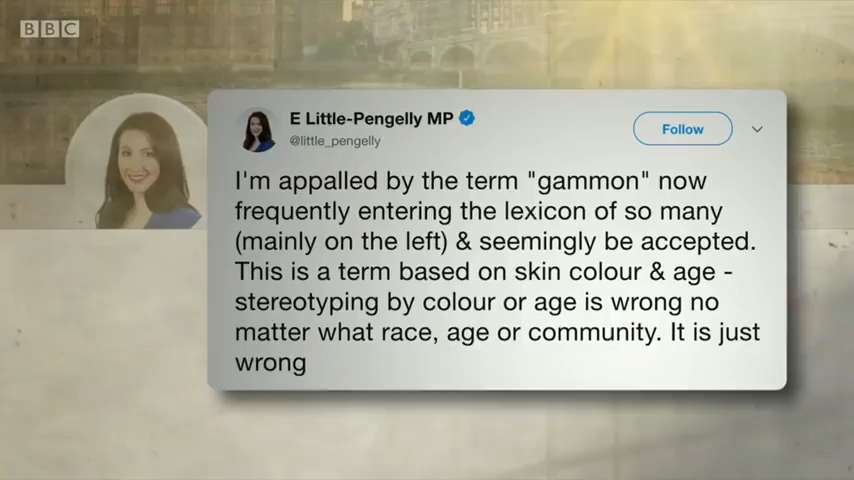 BBC
E Little-Pengelly MP
@little_pengelly
Follow
I'm appalled by the term "gammon" now
frequently entering the lexicon of so many
(mainly on the left) & seemingly be accepted.
This is a term based on skin colour & age -
stereotyping by colour or age is wrong no
matter what race, age or community. It is just
wrong